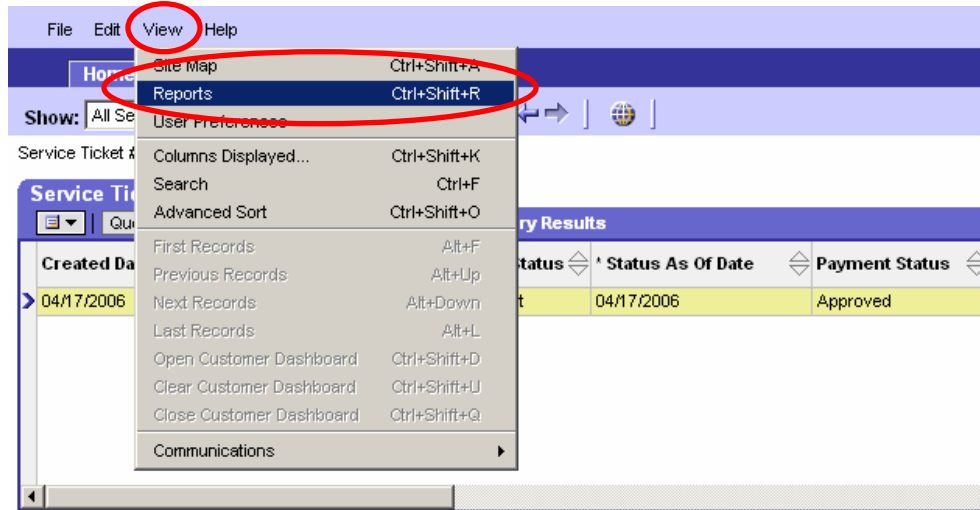 File Edit View Help
Home
Site Map Ctrl+Shift+A
Reports Ctrl+Shift+R
User Preferences
Show: All Se
Service Ticket #
Columns Displayed... Ctrl+Shift+K
Search Ctrl+F
Advanced Sort Ctrl+Shift+O
Service Tic
Qu
ry Results
First Records Alt+F
Previous Records Alt+Up
Next Records Alt+Down
Last Records Alt+L
Open Customer Dashboard Ctrl+Shift+D
Clear Customer Dashboard Ctrl+Shift+U
Close Customer Dashboard Ctrl+Shift+Q
Communications
Created Da
tatus * Status As Of Date Payment Status
04/17/2006 t 04/17/2006 Approved